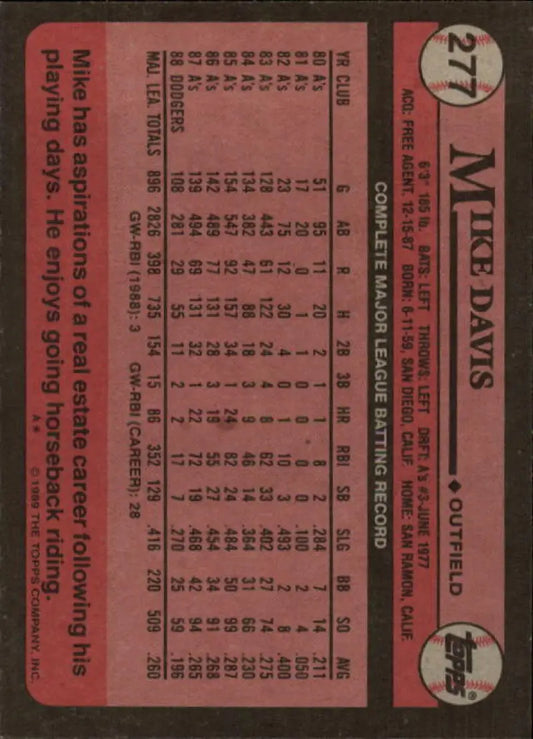 277
MIKE DAVIS ♦ OUTFIELD
topps®
6'3" 185 lb. BATS: LEFT THROWS: LEFT DRFT: A's #3-JUNE 1977
ACQ: FREE AGENT, 12-15-87 BORN: 6-11-59, SAN DIEGO, CALIF. HOME: SAN RAMON, CALIF.
COMPLETE MAJOR LEAGUE BATTING RECORD
YR CLUB G AB R H 2B 3B HR RBI SB SLG BB SO AVG
80 A's 51 95 11 20 2 1 1 8 2 .284 7 14 .211
81 A's 17 20 0 1 1 0 0 0 0 .100 2 4 .050
82 A's 23 75 12 30 4 0 1 10 3 .493 2 8 .400
83 A's 128 443 61 122 24 4 8 62 33 .402 27 74 .275
84 A's 134 382 47 88 18 3 9 46 14 .364 31 66 .230
85 A's 154 547 92 157 34 1 24 82 24 .484 50 99 .287
86 A's 142 489 77 131 28 3 19 55 27 .454 34 91 .268
87 A's 139 494 69 131 32 1 22 72 19 .468 42 94 .265
88 DODGERS 108 281 29 55 11 2 2 17 7 .270 25 59 .196
MAJ. LEA. TOTALS 896 2826 398 735 154 15 86 352 129 .416 220 509 .260
GW-RBI (1988): 3 GW-RBI (CAREER): 28
Mike has aspirations of a real estate career following his
playing days. He enjoys going horseback riding.
A* © 1989 THE TOPPS COMPANY, INC.